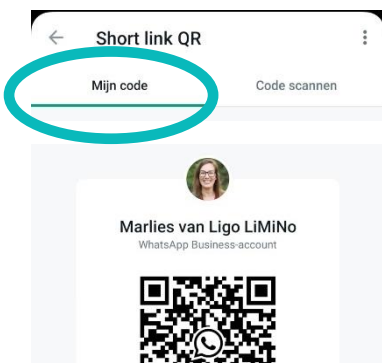 Short link QR
Mijn code
Code scannen
Marlies van Ligo LiMiNo
WhatsApp Business-account